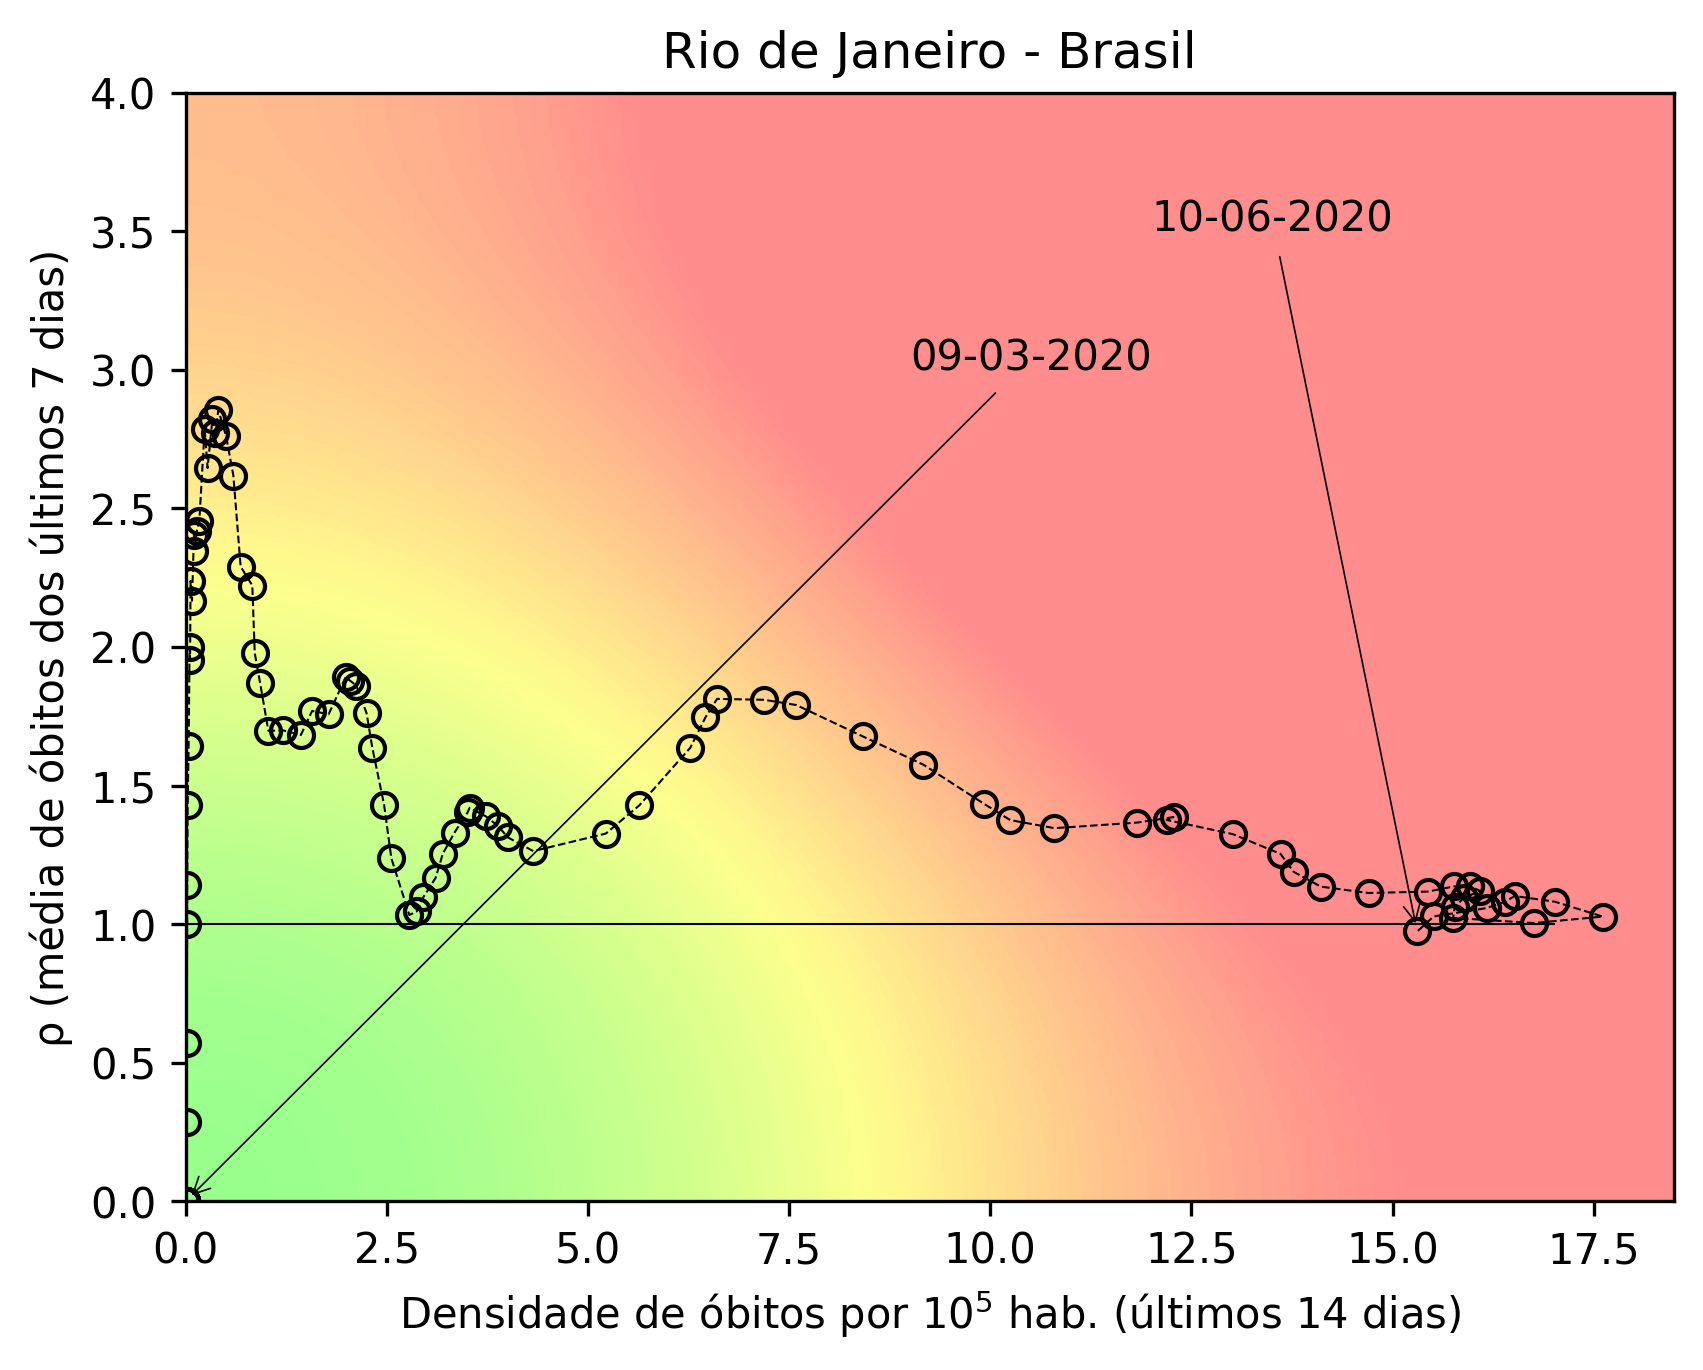 Rio de Janeiro - Brasil
4.0
3.5
3.0
2.5
2.0
1.5
1.0
0.5
0.0
ρ (média de óbitos dos últimos 7 dias)
10-06-2020
09-03-2020
0.0 2.5 5.0 7.5 10.0 12.5 15.0 17.5
Densidade de óbitos por 10⁵ hab. (últimos 14 dias)